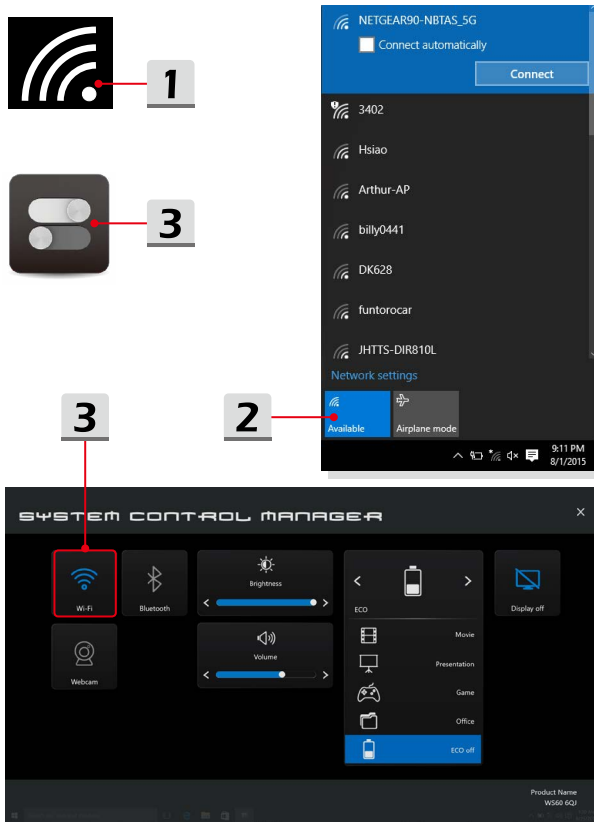 1
3
NETGEAR90-NBTAS_5G
Connect automatically
Connect
3402
Hsiao
Arthur-AP
billy0441
DK628
funtorocar
JHTTS-DIR810L
Network settings
Available
Airplane mode
9:11 PM
8/1/2015
2
3
SYSTEM CONTROL MANAGER
Wi-Fi
Bluetooth
Brightness
ECO
Display off
Webcam
Volume
Movie
Presentation
Game
Office
ECO off
Product Name
WS60 6QJ